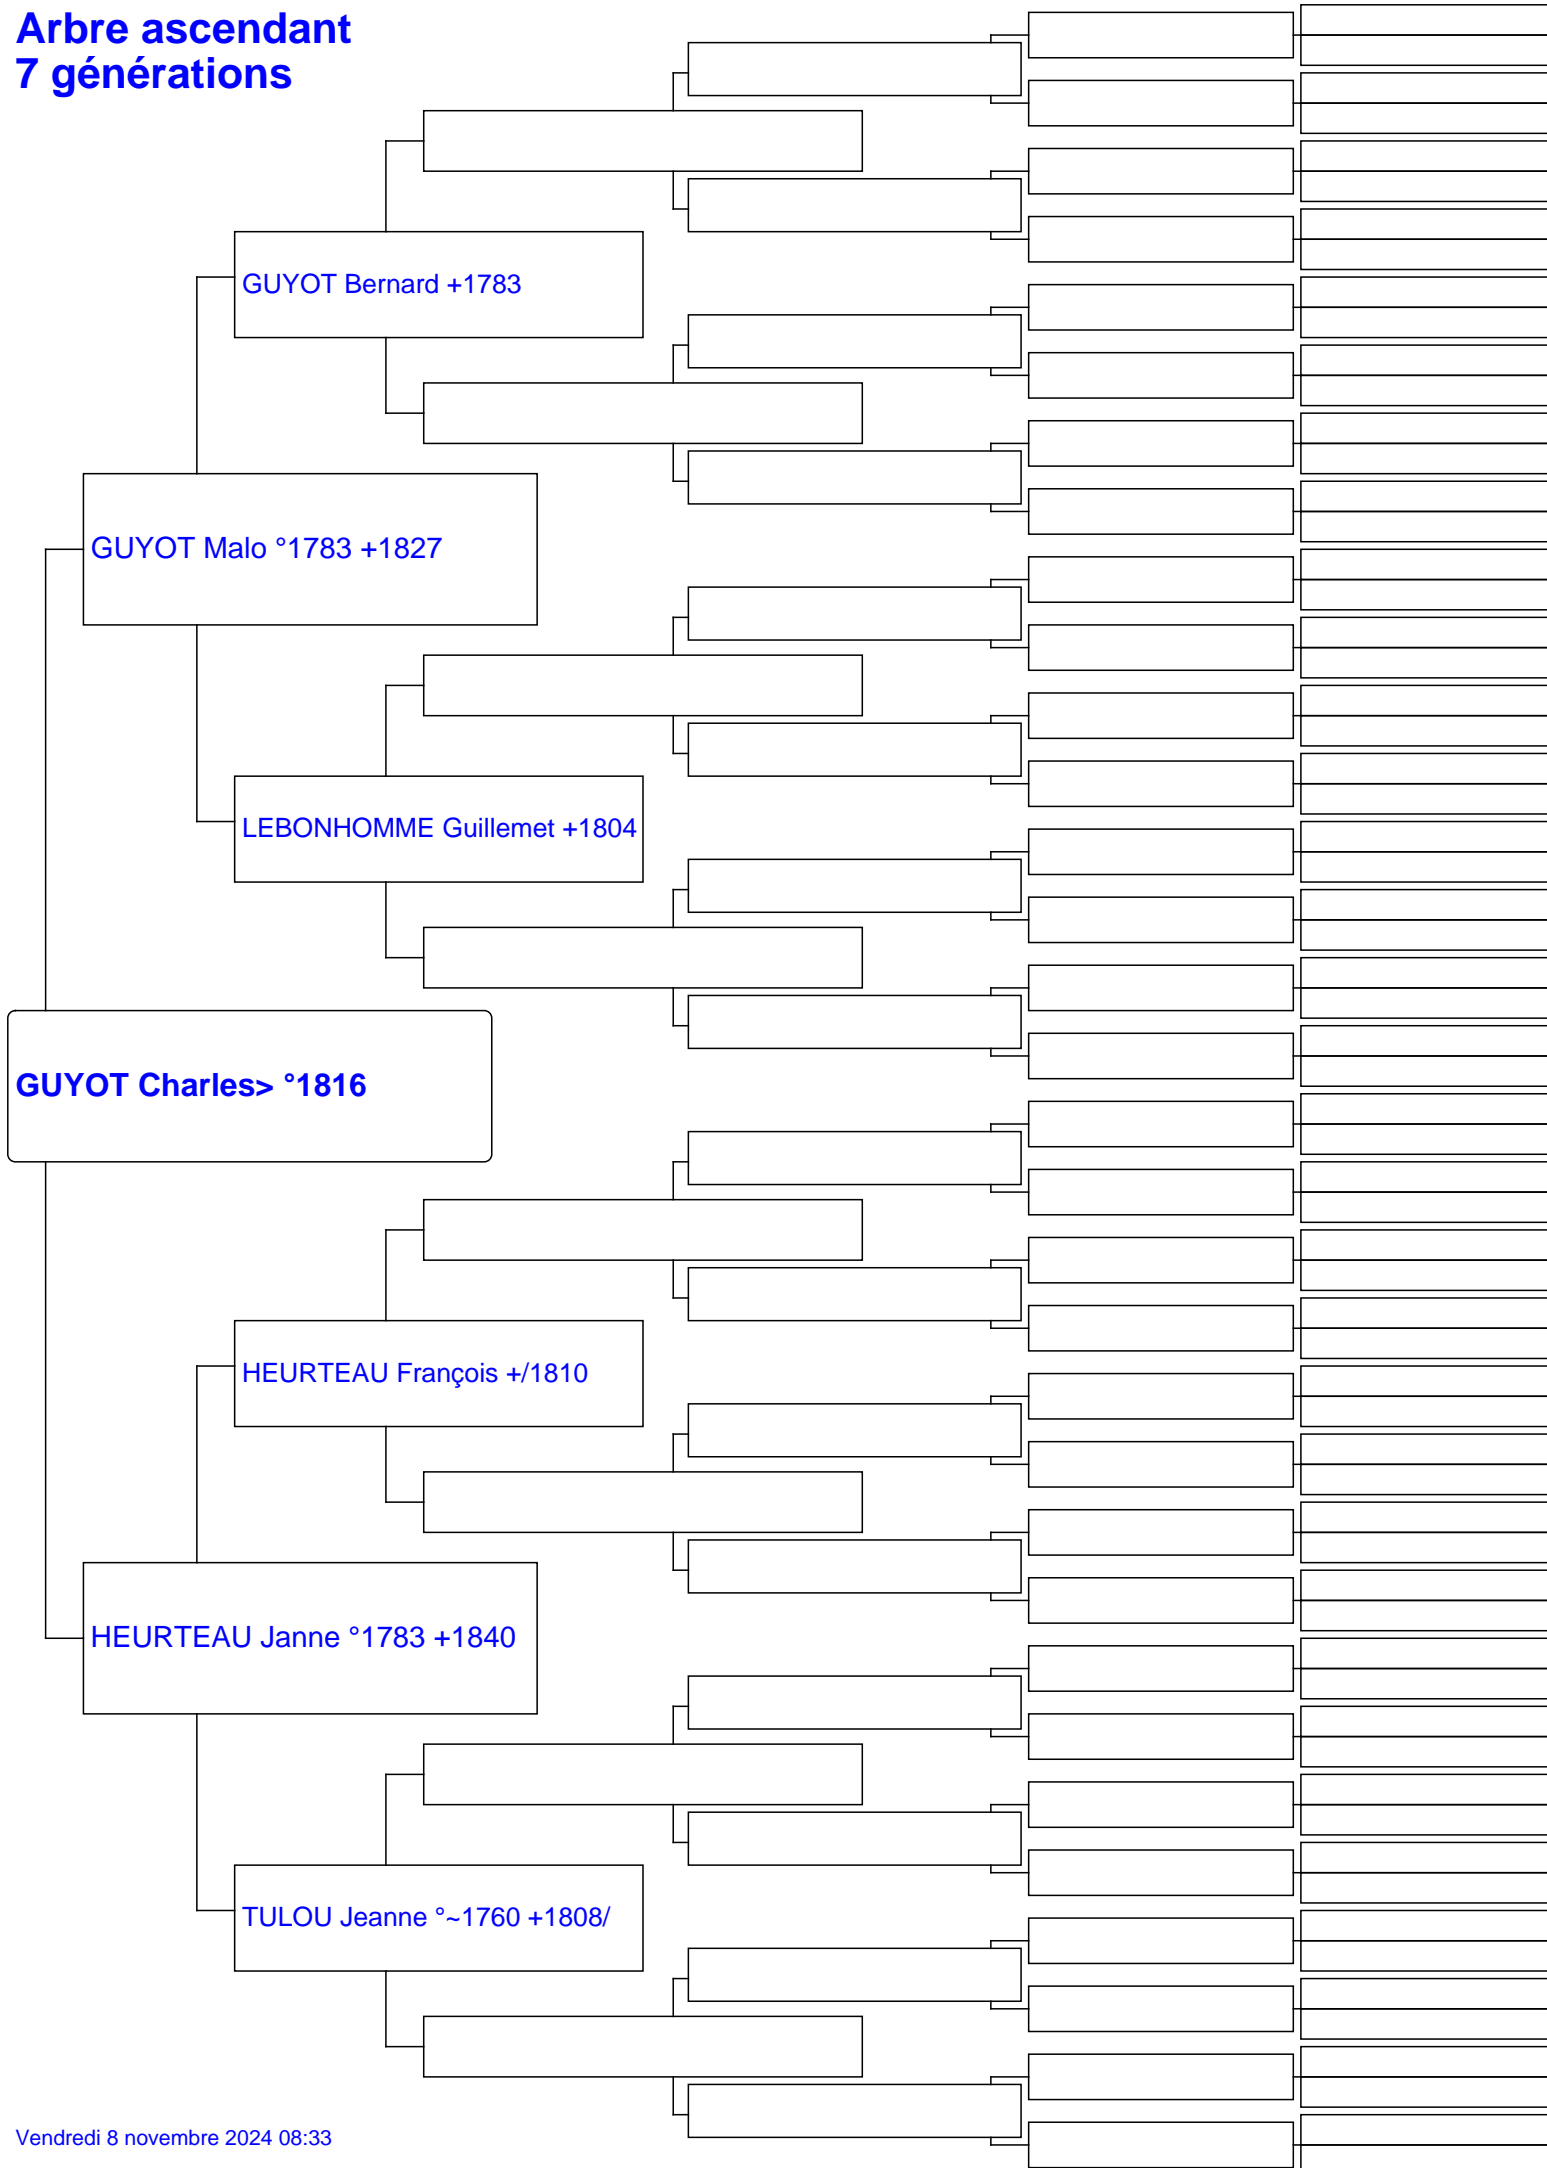 Arbre ascendant
7 générations
GUYOT Bernard +1783
GUYOT Malo °1783 +1827
LEBONHOMME Guillemet +1804
GUYOT Charles> °1816
HEURTEAU François +/1810
HEURTEAU Janne °1783 +1840
TULOU Jeanne °~1760 +1808/
Vendredi 8 novembre 2024 08:33